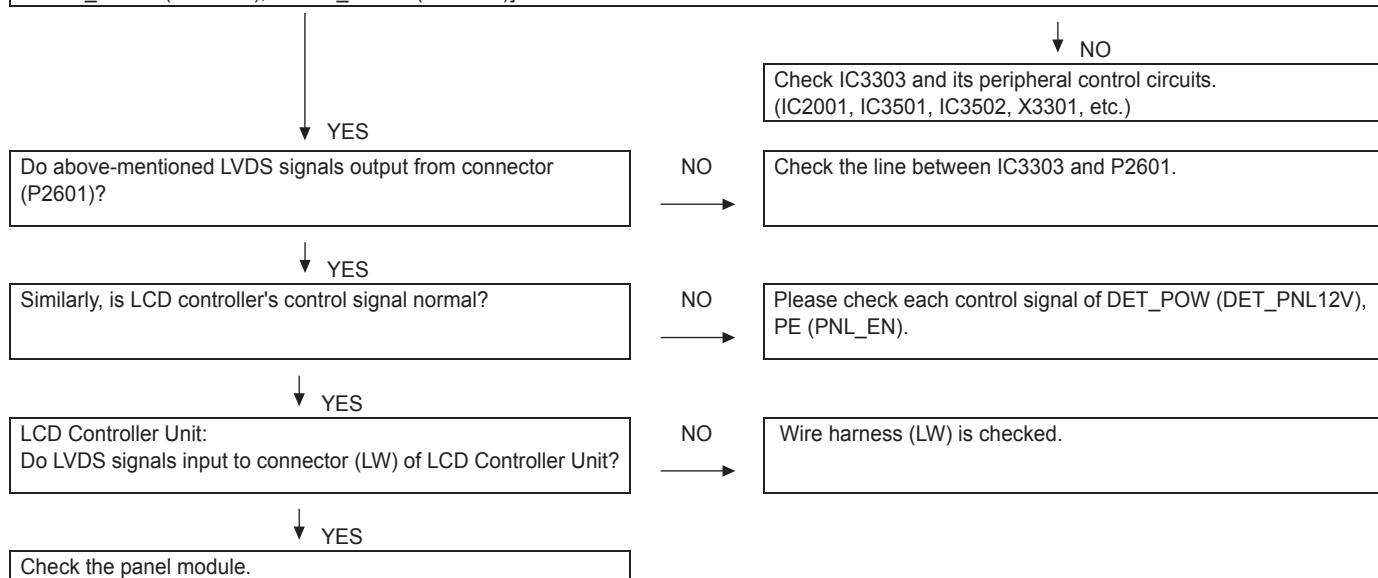 NO
Check IC3303 and its peripheral control circuits.
(IC2001, IC3501, IC3502, X3301, etc.)
YES
Do above-mentioned LVDS signals output from connector
(P2601)?
NO
Check the line between IC3303 and P2601.
YES
Similarly, is LCD controller's control signal normal?
NO
Please check each control signal of DET_POW (DET_PNL12V),
PE (PNL_EN).
YES
LCD Controller Unit:
Do LVDS signals input to connector (LW) of LCD Controller Unit?
NO
Wire harness (LW) is checked.
YES
Check the panel module.